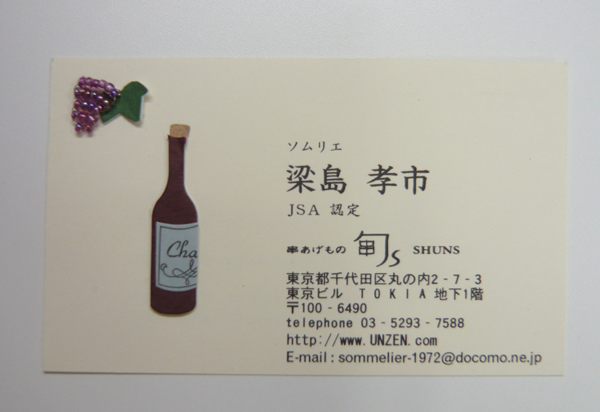 ソムリエ
梁島 孝市
JSA 認定
串あげもの 旬s SHUNS
東京都千代田区丸の内2-7-3
東京ビル TOKIA 地下1階
〒100-6490
telephone 03-5293-7588
http://www.UNZEN.com
E-mail : sommelier-1972@docomo.ne.jp
Cha